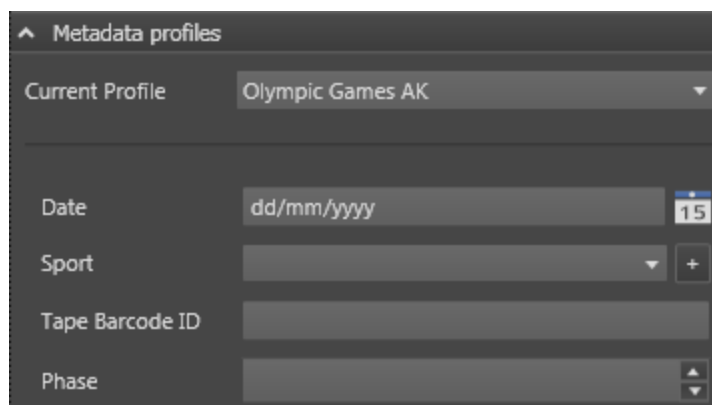 Metadata profiles
Current Profile Olympic Games AK
Date dd/mm/yyyy 15
Sport +
Tape Barcode ID
Phase